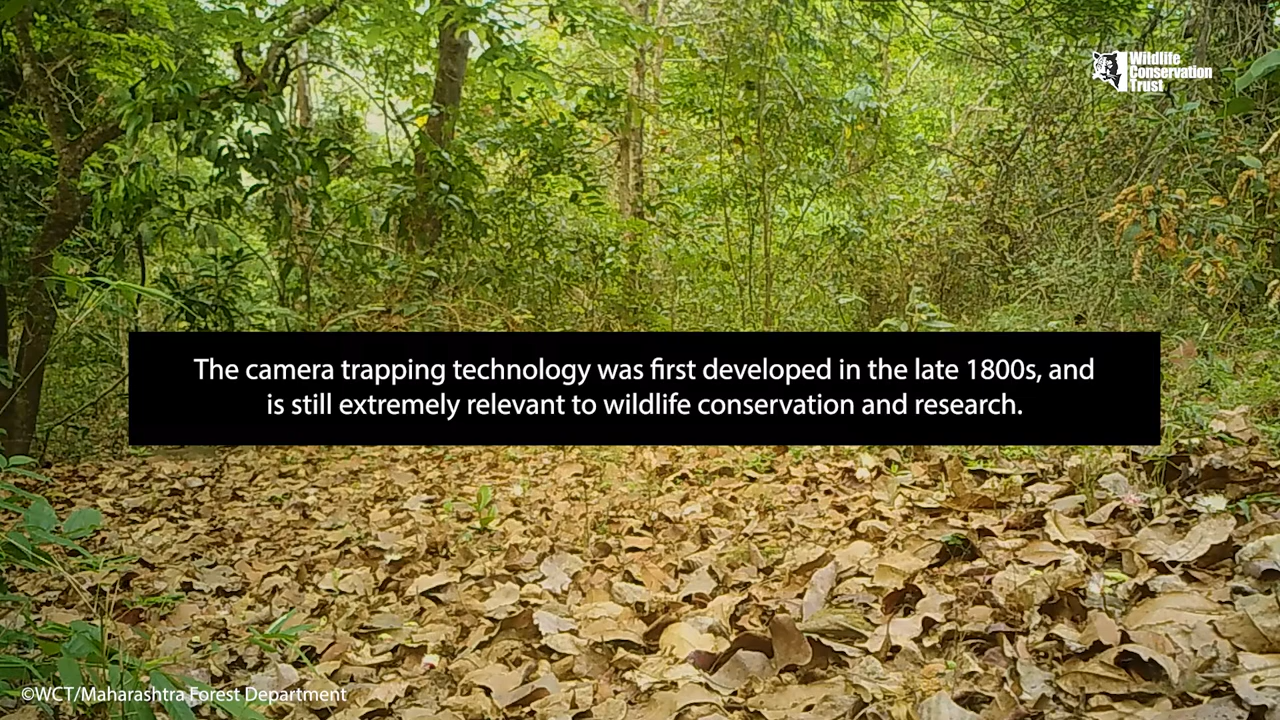 Wildlife
Conservation
Trust
The camera trapping technology was first developed in the late 1800s, and
is still extremely relevant to wildlife conservation and research.
©WCT/Maharashtra Forest Department